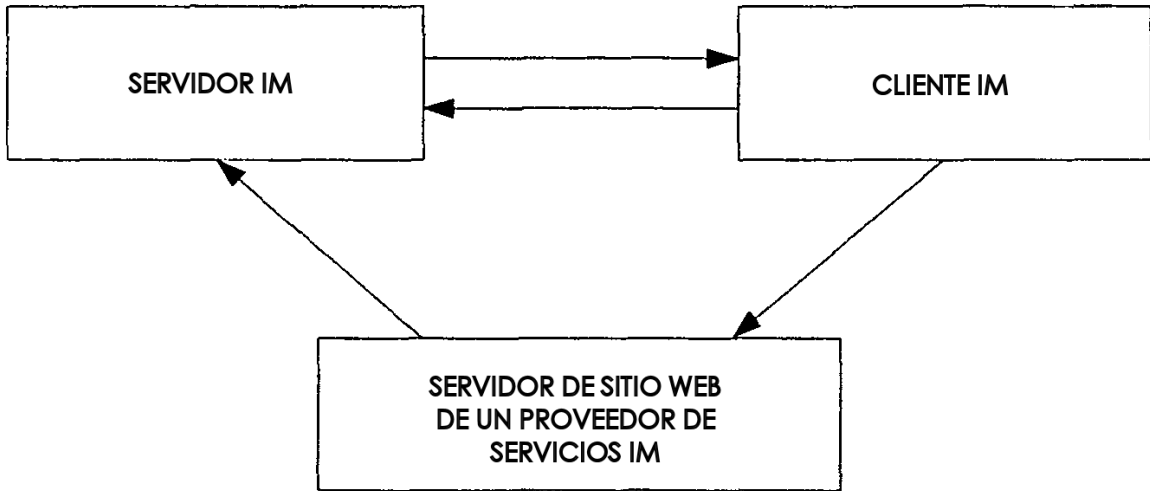 SERVIDOR IM
CLIENTE IM
SERVIDOR DE SITIO WEB
DE UN PROVEEDOR DE
SERVICIOS IM